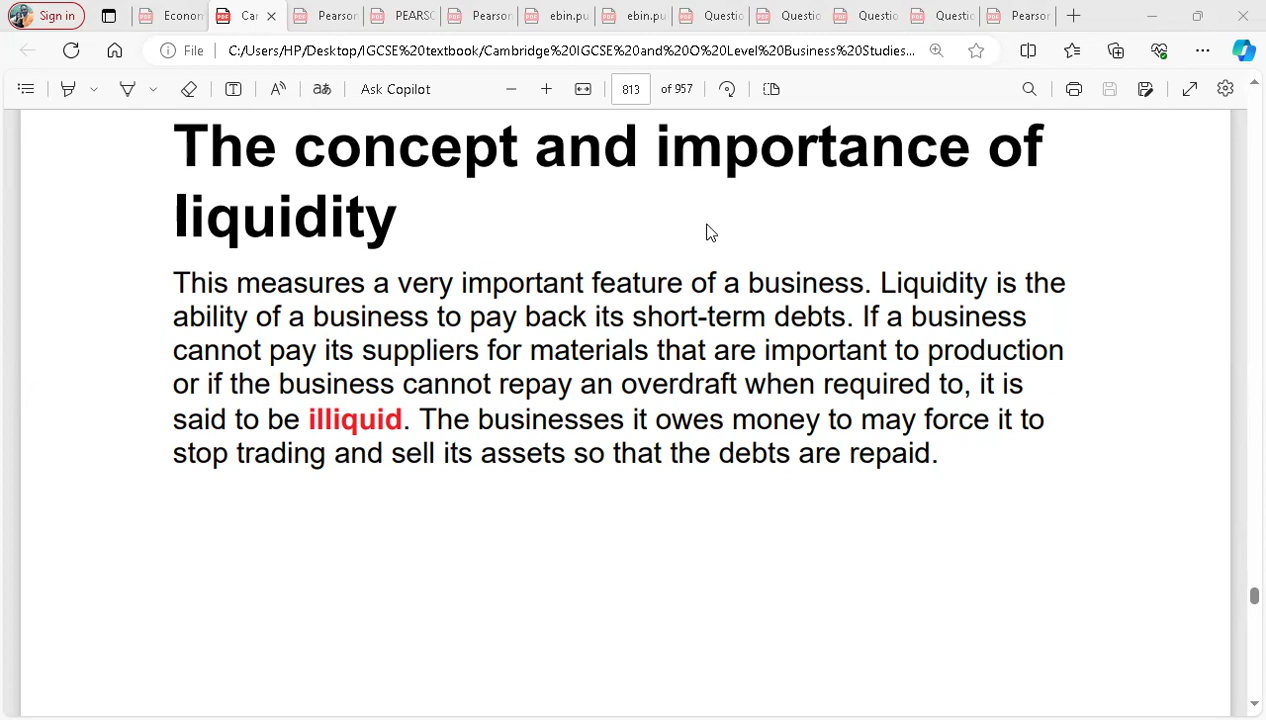 Sign in
Econor
Car
Pearsor
PEARSC
Pearsor
ebin.pu
ebin.pu
Questic
Questic
Questic
Questic
Pearsor
File
C:/Users/HP/Desktop/IGCSE%20textbook/Cambridge%20IGCSE%20and%20O%20Level%20Business%20Studies...
Ask Copilot
813 of 957
The concept and importance of
liquidity
This measures a very important feature of a business. Liquidity is the
ability of a business to pay back its short-term debts. If a business
cannot pay its suppliers for materials that are important to production
or if the business cannot repay an overdraft when required to, it is
said to be illiquid. The businesses it owes money to may force it to
stop trading and sell its assets so that the debts are repaid.